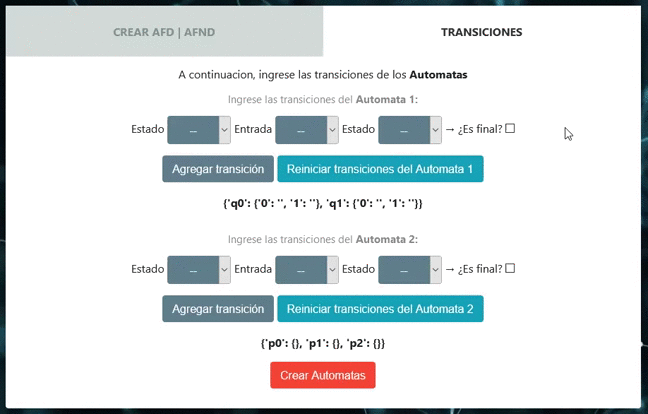 CREAR AFD | AFND
TRANSICIONES
A continuacion, ingrese las transiciones de los Automatas
Ingrese las transiciones del Automata 1:
Estado -- Entrada -- Estado -- → ¿Es final?
Agregar transición Reiniciar transiciones del Automata 1
{'q0': {'0': '', '1': ''}, 'q1': {'0': '', '1': ''}}
Ingrese las transiciones del Automata 2:
Estado -- Entrada -- Estado -- → ¿Es final?
Agregar transición Reiniciar transiciones del Automata 2
{'p0': {}, 'p1': {}, 'p2': {}}
Crear Automatas